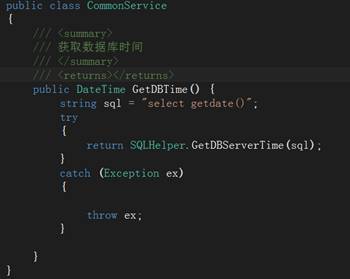 public class CommonService
{
/// <summary>
/// 获取数据库时间
/// </summary>
/// <returns></returns>
public DateTime GetDBTime() {
string sql = "select getdate()";
try
{
return SQLHelper.GetDBServerTime(sql);
}
catch (Exception ex)
{
throw ex;
}
}
}